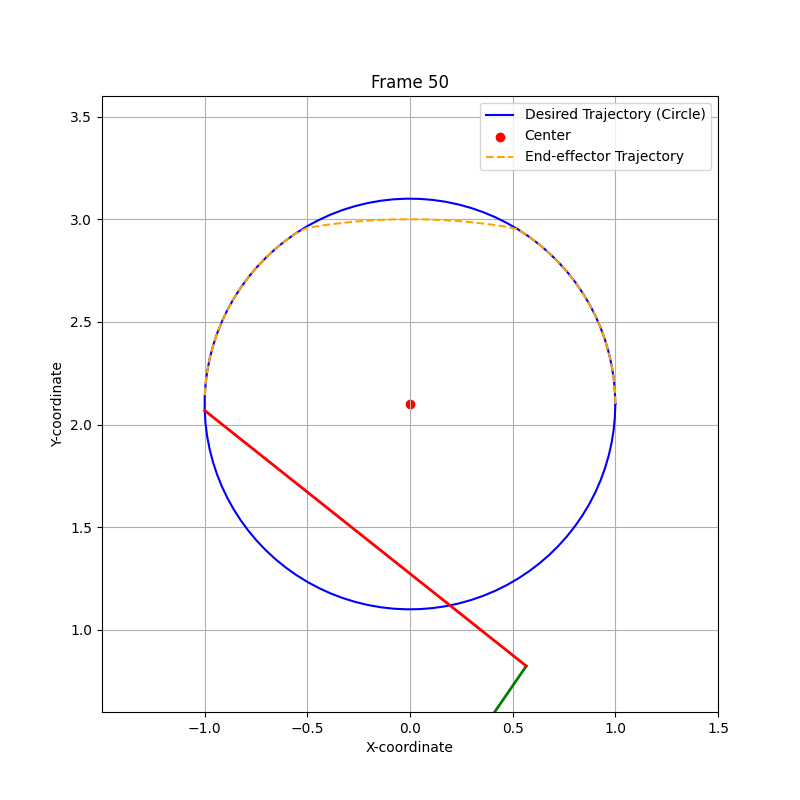 Frame 50
Desired Trajectory (Circle)
Center
End-effector Trajectory
3.5
3.0
2.5
2.0
1.5
1.0
Y-coordinate
−1.0 −0.5 0.0 0.5 1.0 1.5
X-coordinate